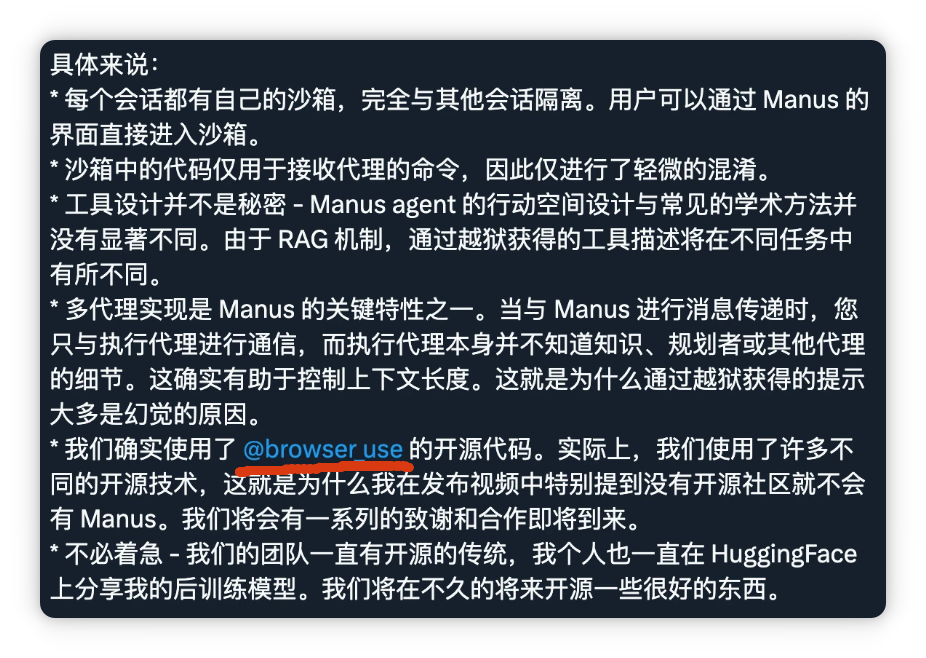 具体来说：
* 每个会话都有自己的沙箱，完全与其他会话隔离。用户可以通过 Manus 的
界面直接进入沙箱。
* 沙箱中的代码仅用于接收代理的命令，因此仅进行了轻微的混淆。
* 工具设计并不是秘密 - Manus agent 的行动空间设计与常见的学术方法并
没有显著不同。由于 RAG 机制，通过越狱获得的工具描述将在不同任务中
有所不同。
* 多代理实现是 Manus 的关键特性之一。当与 Manus 进行消息传递时，您
只与执行代理进行通信，而执行代理本身并不知道知识、规划者或其他代理
的细节。这确实有助于控制上下文长度。这就是为什么通过越狱获得的提示
大多是幻觉的原因。
* 我们确实使用了 @browser_use 的开源代码。实际上，我们使用了许多不
同的开源技术，这就是为什么我在发布视频中特别提到没有开源社区就不会
有 Manus。我们将会有一系列的致谢和合作即将到来。
* 不必着急 - 我们的团队一直有开源的传统，我个人也一直在 HuggingFace
上分享我的后训练模型。我们将在不久的将来开源一些很好的东西。